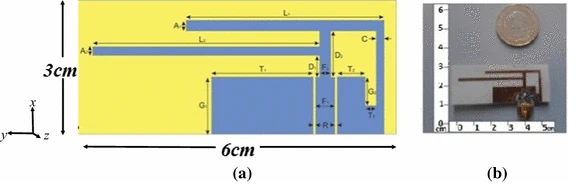 L₁
A₁
C
L₂
A₂
D₁
F₂
D₂
T₂
T₁
G₁
G₂
F₁
T₃
R
3cm
6cm
x
y
z
(a)
6
5
4
3
2
1
0
cm
0 1 2 3 4 5cm
(b)